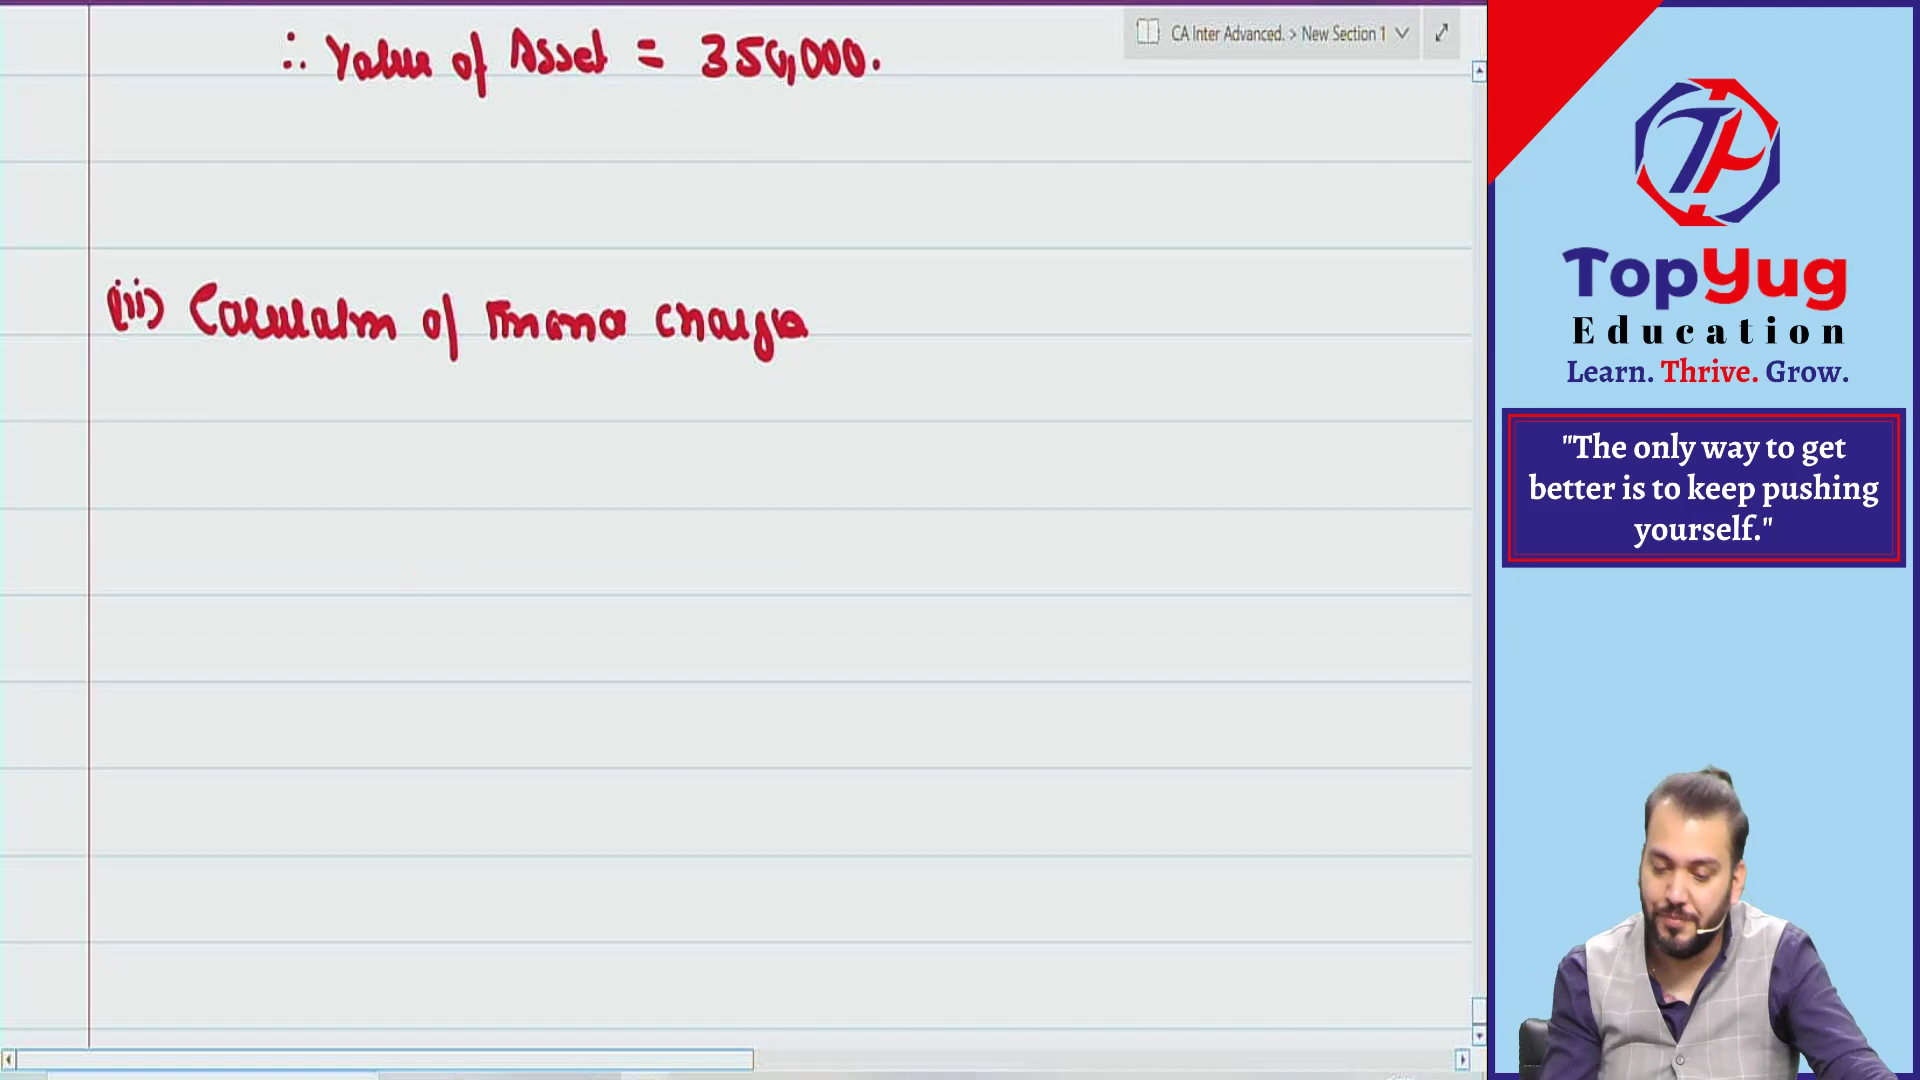 ∴ Value of Asset = 350,000.
CA Inter Advanced. > New Section 1
(iii) Calculation of Finance charges
TopYug
Education
Learn. Thrive. Grow.
"The only way to get
better is to keep pushing
yourself."